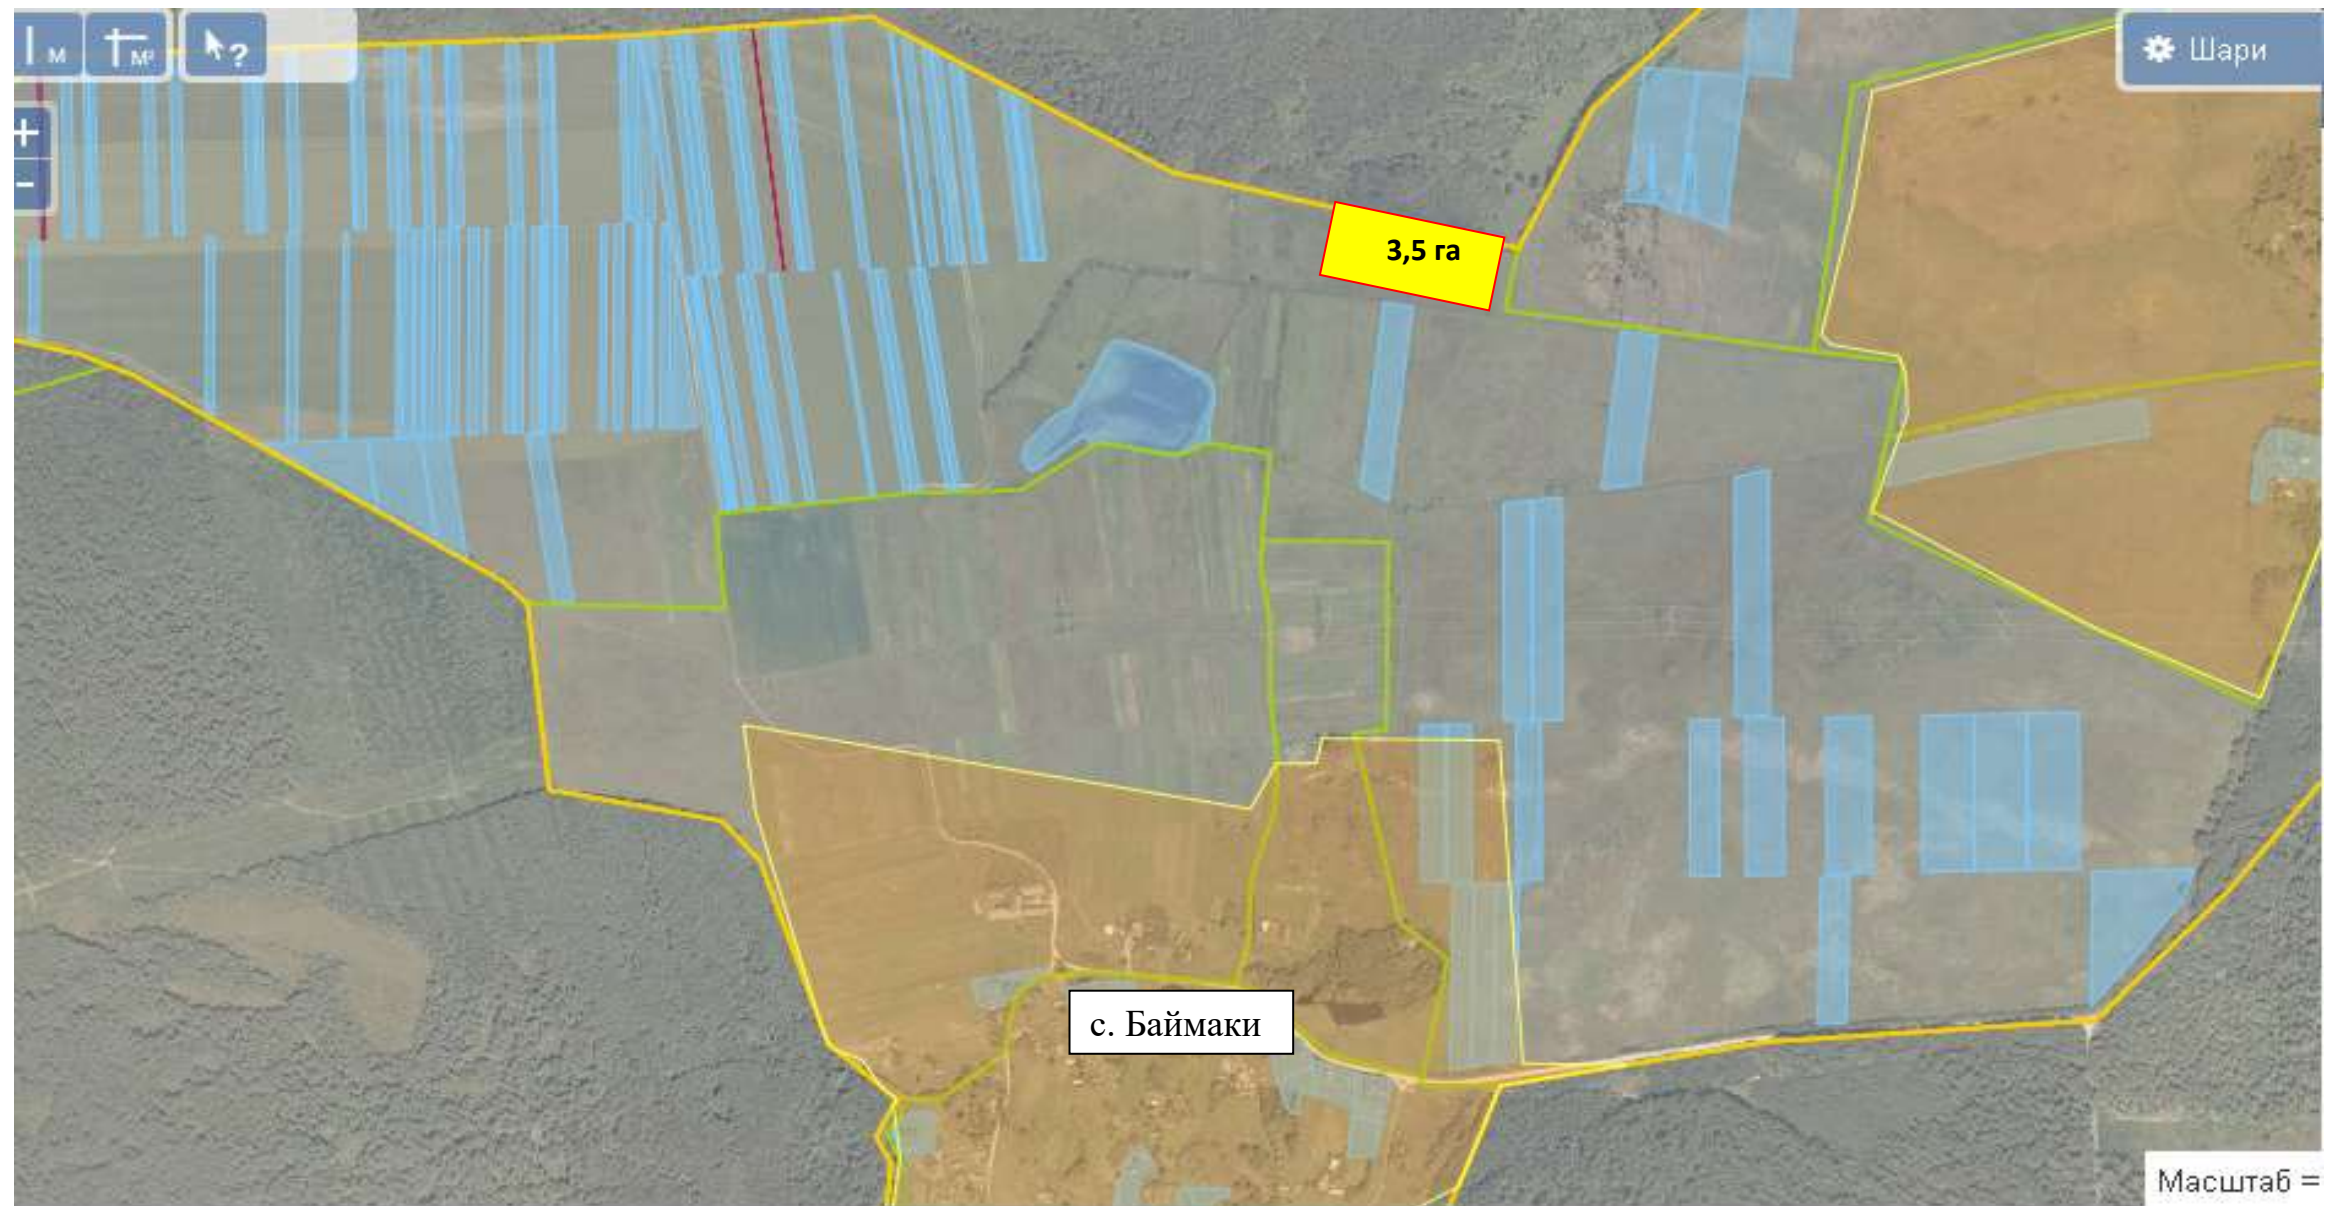 м
м²
?
Шари
+
-
3,5 га
с. Баймаки
Масштаб =